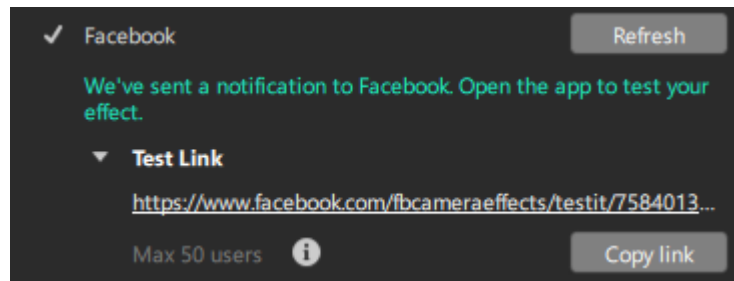 Facebook
Refresh
We've sent a notification to Facebook. Open the app to test your
effect.
Test Link
https://www.facebook.com/fbcameraeffects/testit/7584013...
Max 50 users
Copy link